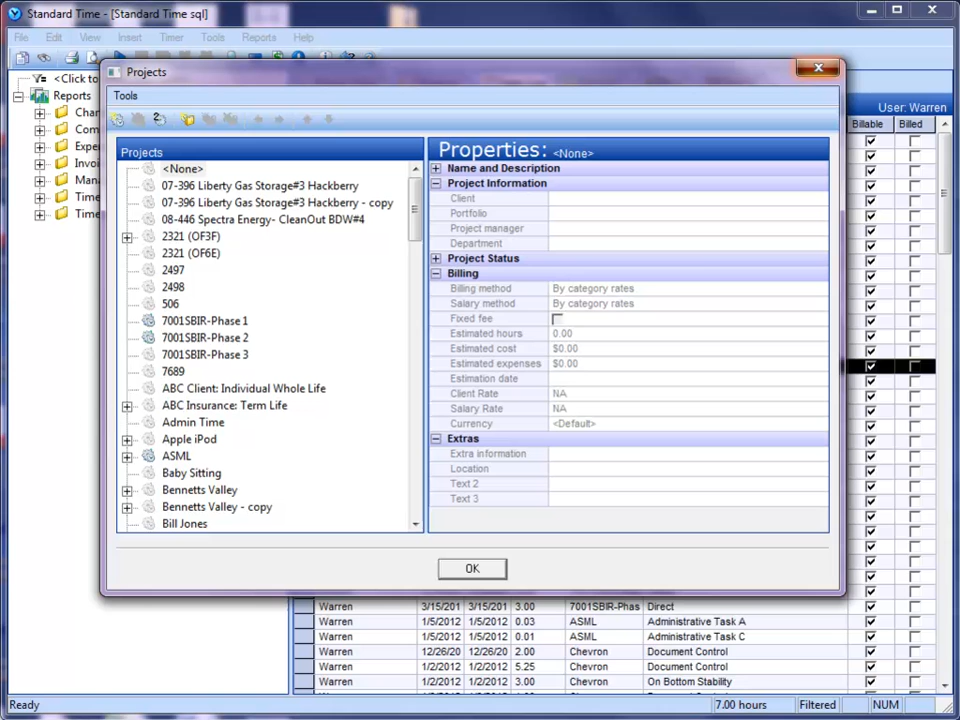 Standard Time - [Standard Time sql]
File Edit View Insert Timer Tools Reports Help
<Click to
Reports
Char
Com
Expe
Invoi
Man
Time
Time
User: Warren
Billable Billed
Projects
Tools
Projects
<None>
07-396 Liberty Gas Storage#3 Hackberry
07-396 Liberty Gas Storage#3 Hackberry - copy
08-446 Spectra Energy- CleanOut BDW#4
2321 (OF3F)
2321 (OF6E)
2497
2498
506
7001SBIR-Phase 1
7001SBIR-Phase 2
7001SBIR-Phase 3
7689
ABC Client: Individual Whole Life
ABC Insurance: Term Life
Admin Time
Apple iPod
ASML
Baby Sitting
Bennetts Valley
Bennetts Valley - copy
Bill Jones
Properties: <None>
Name and Description
Project Information
Client
Portfolio
Project manager
Department
Project Status
Billing
Billing method By category rates
Salary method By category rates
Fixed fee
Estimated hours 0.00
Estimated cost $0.00
Estimated expenses $0.00
Estimation date
Client Rate NA
Salary Rate NA
Currency <Default>
Extras
Extra information
Location
Text 2
Text 3
OK
Warren 3/15/201 3/15/201 3.00 7001SBIR-Phas Direct
Warren 1/5/2012 1/5/2012 0.03 ASML Administrative Task A
Warren 1/5/2012 1/5/2012 0.01 ASML Administrative Task C
Warren 12/26/20 12/26/20 2.00 Chevron Document Control
Warren 1/2/2012 1/2/2012 5.25 Chevron Document Control
Warren 1/2/2012 1/2/2012 3.00 Chevron On Bottom Stability
Ready 7.00 hours Filtered NUM